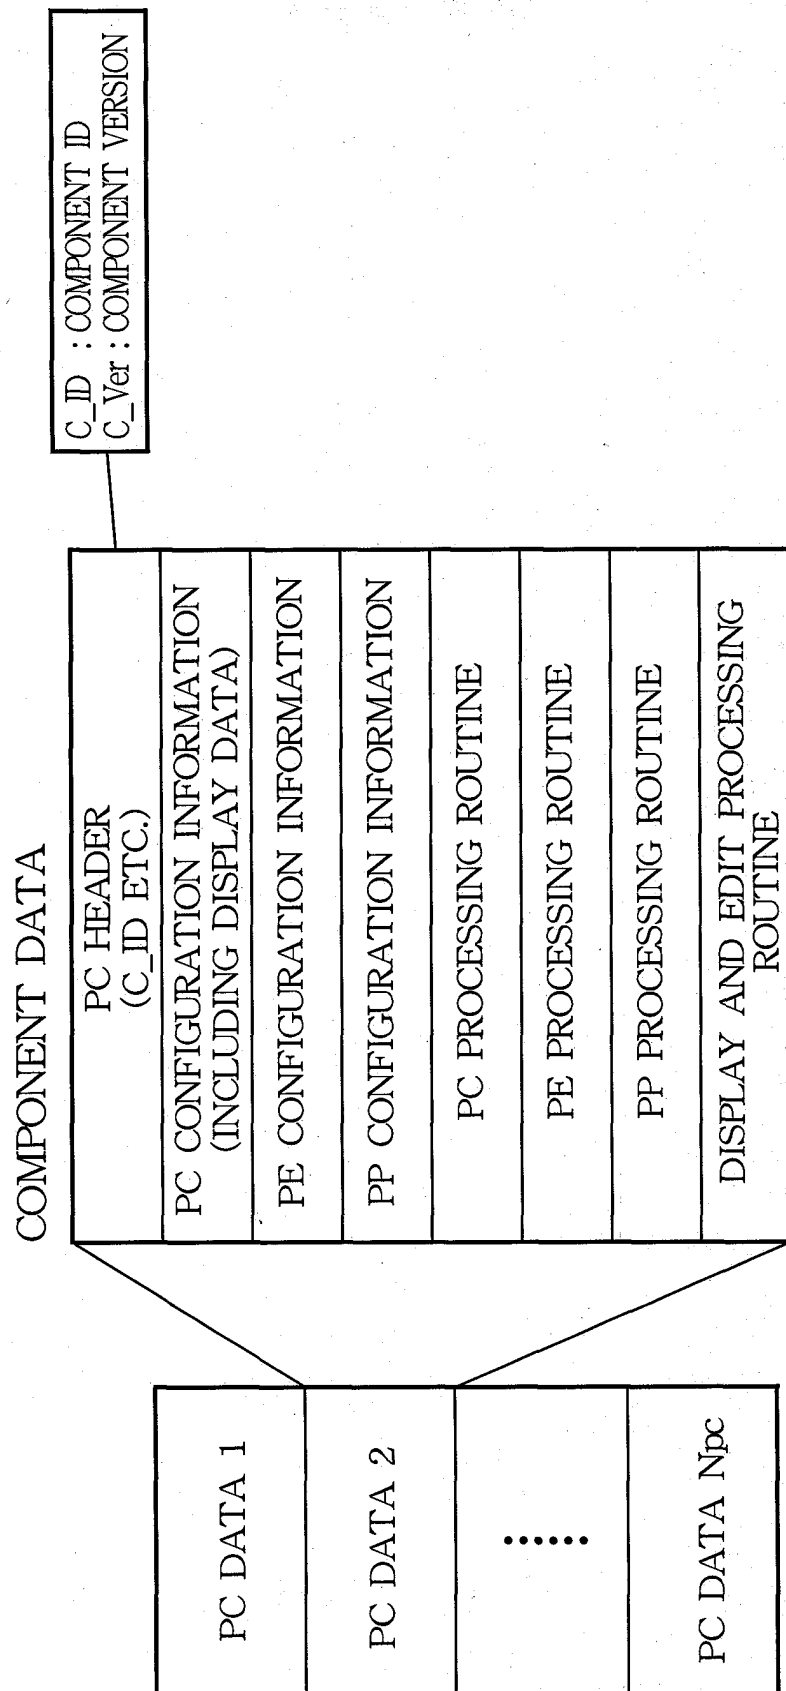 COMPONENT DATA
PC DATA 1
PC DATA 2
······
PC DATA Npc
PC HEADER
(C_ID ETC.)
PC CONFIGURATION INFORMATION
(INCLUDING DISPLAY DATA)
PE CONFIGURATION INFORMATION
PP CONFIGURATION INFORMATION
PC PROCESSING ROUTINE
PE PROCESSING ROUTINE
PP PROCESSING ROUTINE
DISPLAY AND EDIT PROCESSING
ROUTINE
C_ID : COMPONENT ID
C_Ver : COMPONENT VERSION